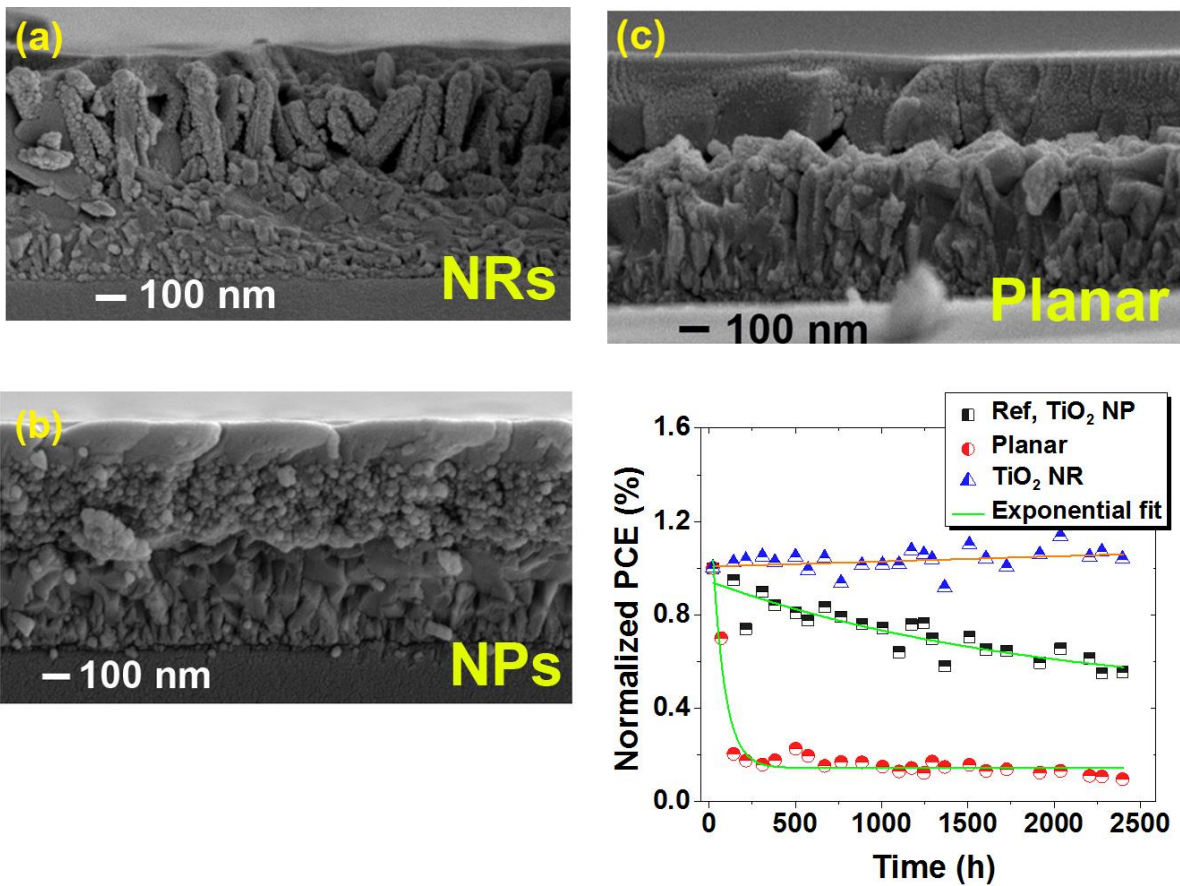 (a)
100 nm
NRs
(c)
100 nm
Planar
(b)
100 nm
NPs
Ref, TiO₂ NP
Planar
TiO₂ NR
Exponential fit
Normalized PCE (%)
1.6
1.2
0.8
0.4
0.0
0 500 1000 1500 2000 2500
Time (h)